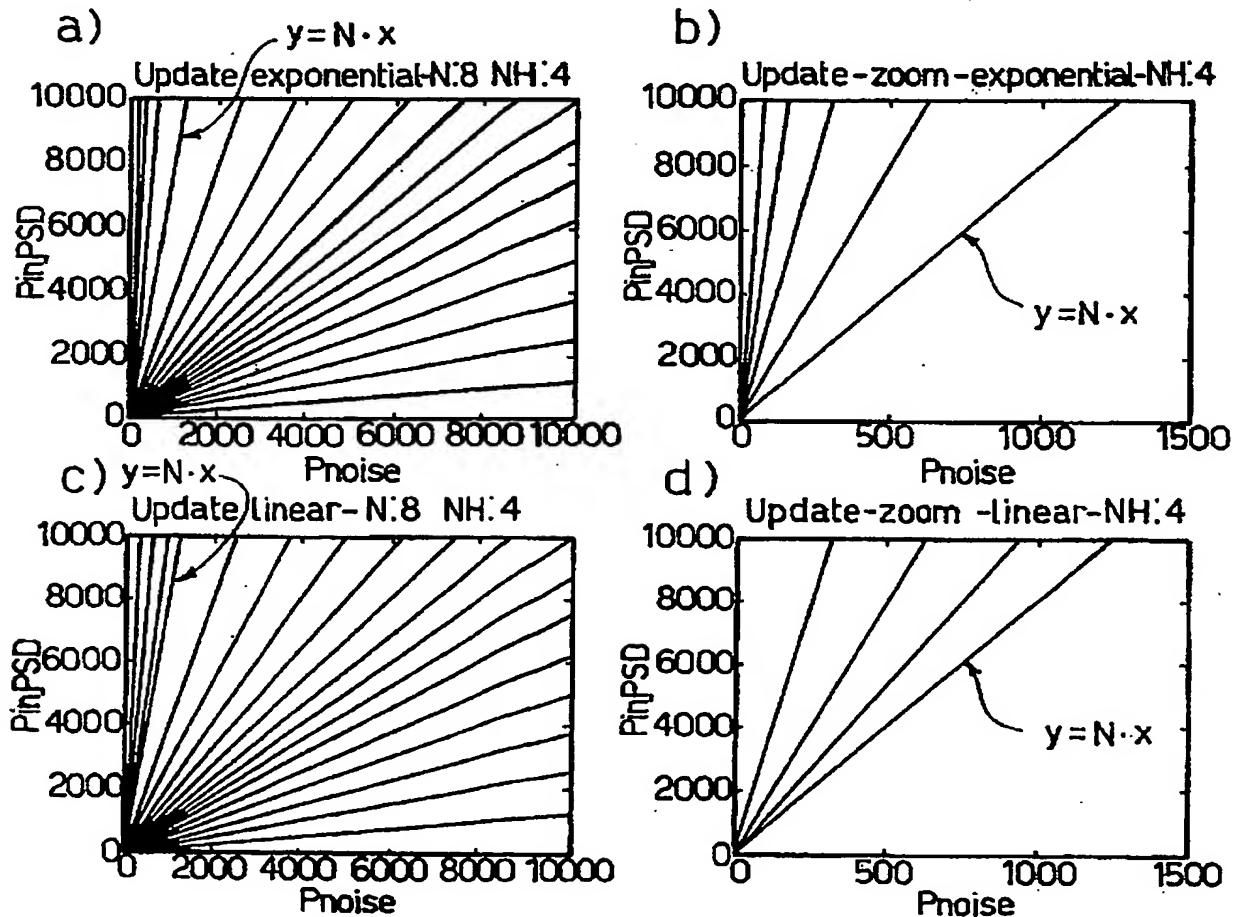 a)
y=N·x
Update exponential-N:8 NH:4
10000
8000
6000
4000
2000
0
PinPSD
0 2000 4000 6000 8000 10000
Pnoise
b)
Update-zoom-exponential-NH:4
10000
8000
6000
4000
2000
0
PinPSD
y=N·x
0 500 1000 1500
Pnoise
c)
y=N·x
Update linear-N:8 NH:4
10000
8000
6000
4000
2000
0
PinPSD
0 2000 4000 6000 8000 10000
Pnoise
d)
Update-zoom -linear-NH:4
10000
8000
6000
4000
2000
0
PinPSD
y=N·x
0 500 1000 1500
Pnoise